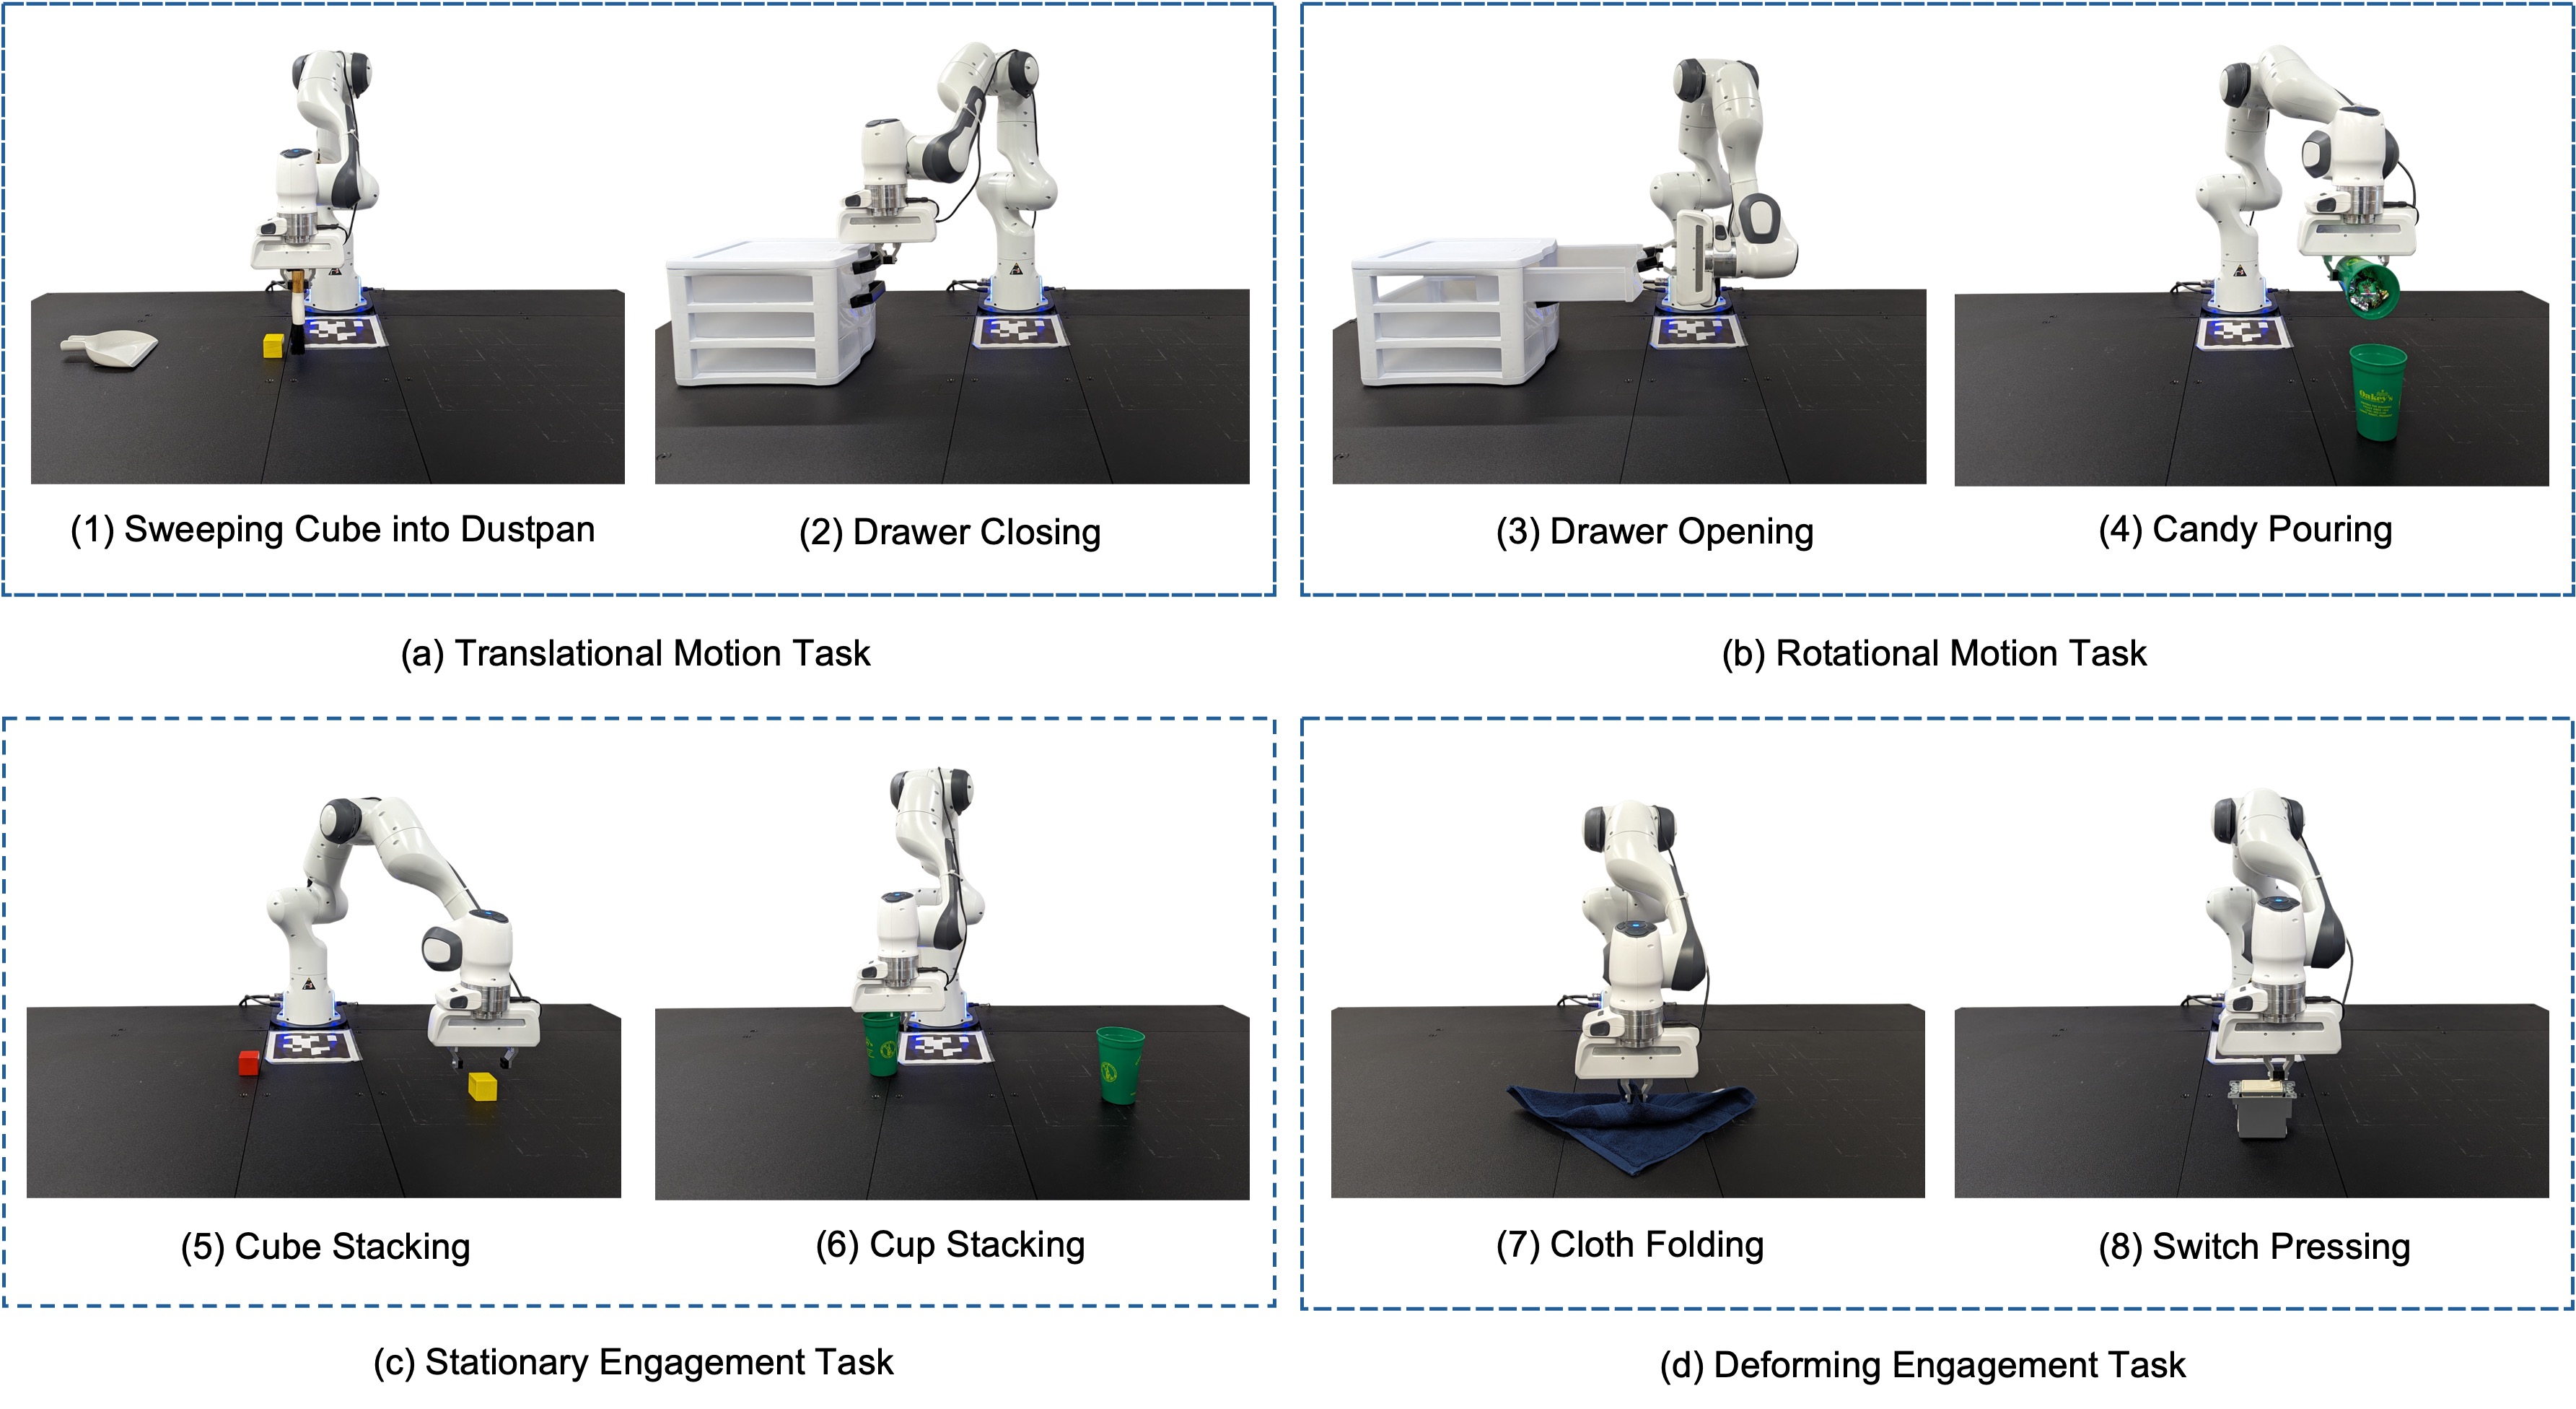 (1) Sweeping Cube into Dustpan
(2) Drawer Closing
(3) Drawer Opening
(4) Candy Pouring
(a) Translational Motion Task
(b) Rotational Motion Task
(5) Cube Stacking
(6) Cup Stacking
(7) Cloth Folding
(8) Switch Pressing
(c) Stationary Engagement Task
(d) Deforming Engagement Task